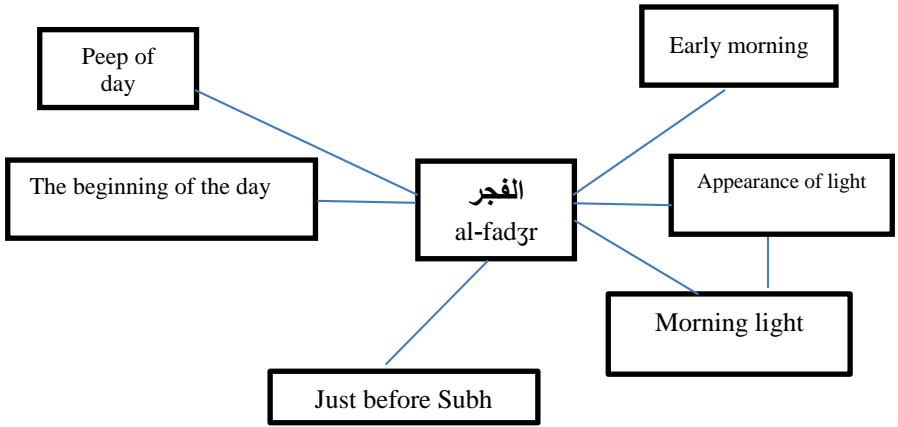 Peep of
day
Early morning
The beginning of the day
الفجر
al-fadʒr
Appearance of light
Morning light
Just before Subh